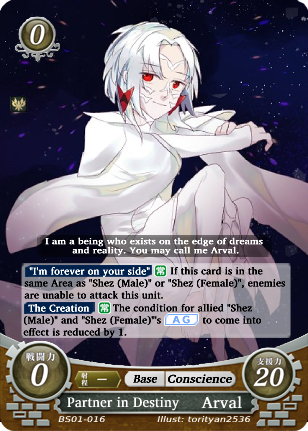 0
I am a being who exists on the edge of dreams
and reality. You may call me Arval.
"I'm forever on your side" 常 If this card is in the
same Area as "Shez (Male)" or "Shez (Female)", enemies
are unable to attack this unit.
The Creation 常 The condition for allied "Shez
(Male)" and "Shez (Female)"'s AG to come into
effect is reduced by 1.
戦闘力
0
射程 —
Base
Conscience
支援力
20
Partner in Destiny Arval
BS01-016
Illust: torityan2536